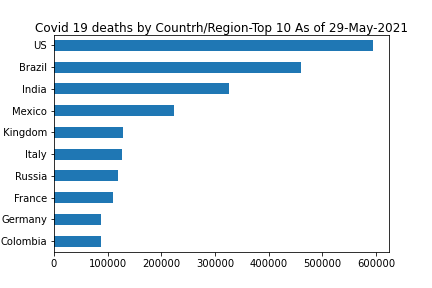 Covid 19 deaths by Countrh/Region-Top 10 As of 29-May-2021
US
Brazil
India
Mexico
Kingdom
Italy
Russia
France
Germany
Colombia
0 100000 200000 300000 400000 500000 600000